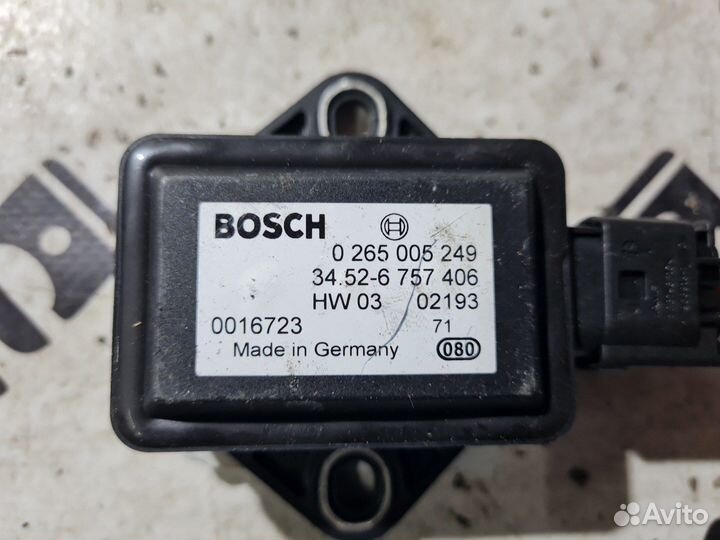 BOSCH
0 265 005 249
34.52-6 757 406
HW 03 02193
0016723 71
Made in Germany 080
Avito